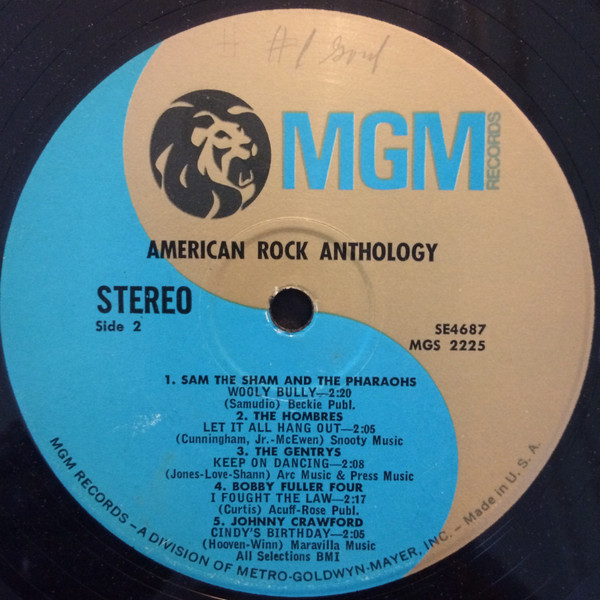 # #1 good
MGM
RECORDS
AMERICAN ROCK ANTHOLOGY
STEREO
Side 2
SE4687
MGS 2225
1. SAM THE SHAM AND THE PHARAOHS
WOOLY BULLY—2:20
(Samudio) Beckie Publ.
2. THE HOMBRES
LET IT ALL HANG OUT—2:05
(Cunningham, Jr.-McEwen) Snooty Music
3. THE GENTRYS
KEEP ON DANCING—2:08
(Jones-Love-Shann) Arc Music & Press Music
4. BOBBY FULLER FOUR
I FOUGHT THE LAW—2:17
(Curtis) Acuff-Rose Publ.
5. JOHNNY CRAWFORD
CINDY'S BIRTHDAY—2:05
(Hooven-Winn) Maravilla Music
All Selections BMI
MGM RECORDS – A DIVISION OF METRO-GOLDWYN-MAYER, INC. – Made in U. S. A.